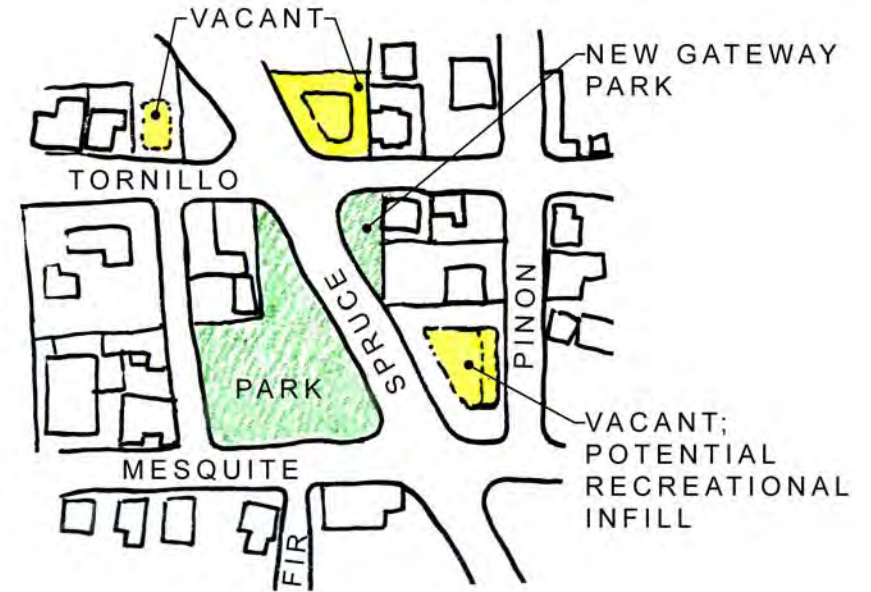 VACANT
NEW GATEWAY
PARK
TORNILLO
SPRUCE
PINON
PARK
VACANT;
POTENTIAL
RECREATIONAL
INFILL
MESQUITE
FIR